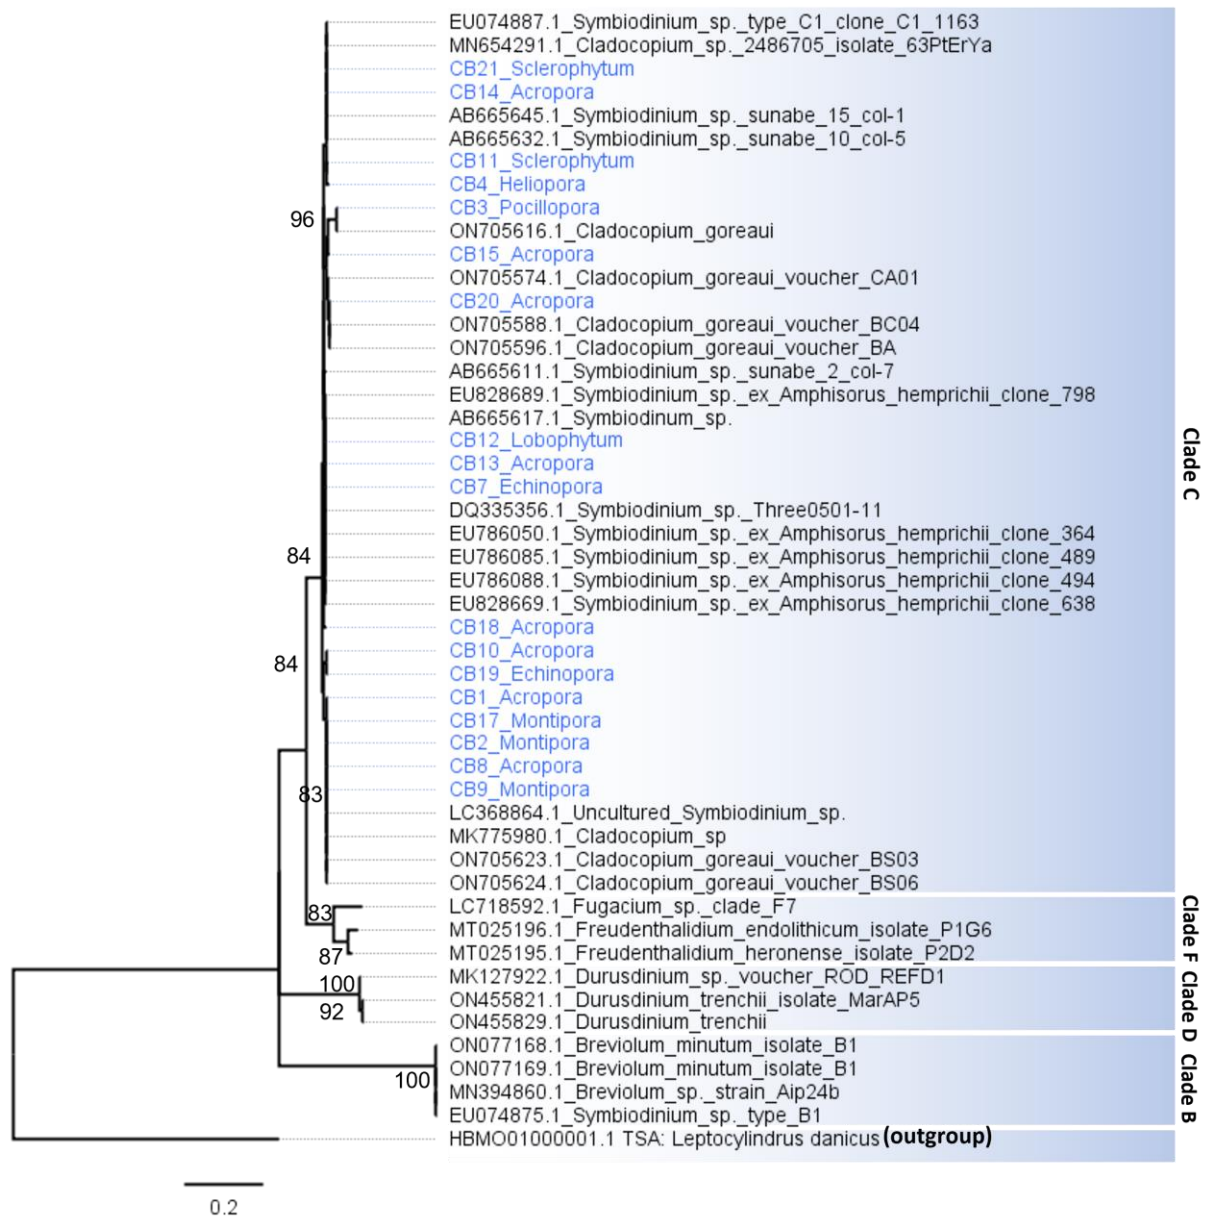 EU074887.1_Symbiodinium_sp._type_C1_clone_C1_1163
MN654291.1_Cladocopium_sp._2486705_isolate_63PtErYa
CB21_Sclerophytum
CB14_Acropora
AB665645.1_Symbiodinium_sp._sunabe_15_col-1
AB665632.1_Symbiodinium_sp._sunabe_10_col-5
CB11_Sclerophytum
CB4_Heliopora
CB3_Pocillopora
96
ON705616.1_Cladocopium_goreaui
CB15_Acropora
ON705574.1_Cladocopium_goreaui_voucher_CA01
CB20_Acropora
ON705588.1_Cladocopium_goreaui_voucher_BC04
ON705596.1_Cladocopium_goreaui_voucher_BA
AB665611.1_Symbiodinium_sp._sunabe_2_col-7
EU828689.1_Symbiodinium_sp._ex_Amphisorus_hemprichii_clone_798
AB665617.1_Symbiodinum_sp.
CB12_Lobophytum
CB13_Acropora
CB7_Echinopora
Clade C
DQ335356.1_Symbiodinium_sp._Three0501-11
EU786050.1_Symbiodinium_sp._ex_Amphisorus_hemprichii_clone_364
84
EU786085.1_Symbiodinium_sp._ex_Amphisorus_hemprichii_clone_489
EU786088.1_Symbiodinium_sp._ex_Amphisorus_hemprichii_clone_494
EU828669.1_Symbiodinium_sp._ex_Amphisorus_hemprichii_clone_638
CB18_Acropora
CB10_Acropora
84
CB19_Echinopora
CB1_Acropora
CB17_Montipora
CB2_Montipora
CB8_Acropora
83
CB9_Montipora
LC368864.1_Uncultured_Symbiodinium_sp.
MK775980.1_Cladocopium_sp
ON705623.1_Cladocopium_goreaui_voucher_BS03
ON705624.1_Cladocopium_goreaui_voucher_BS06
83
LC718592.1_Fugacium_sp._clade_F7
MT025196.1_Freudenthalidium_endolithicum_isolate_P1G6
Clade F
87
MT025195.1_Freudenthalidium_heronense_isolate_P2D2
100
MK127922.1_Durusdinium_sp._voucher_ROD_REFD1
92
ON455821.1_Durusdinium_trenchii_isolate_MarAP5
Clade D
ON455829.1_Durusdinium_trenchii
ON077168.1_Breviolum_minutum_isolate_B1
ON077169.1_Breviolum_minutum_isolate_B1
100
MN394860.1_Breviolum_sp._strain_Aip24b
Clade B
EU074875.1_Symbiodinium_sp._type_B1
HBMO01000001.1 TSA: Leptocylindrus danicus (outgroup)
0.2